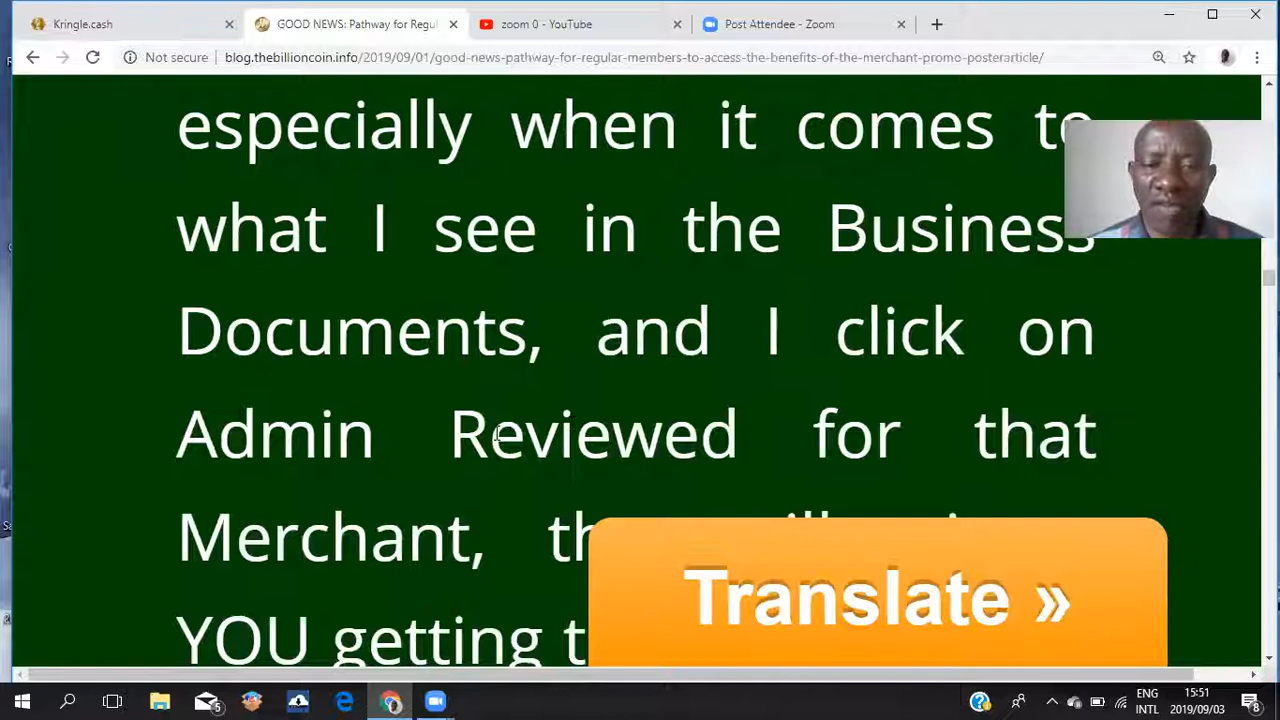 Kringle.cash
GOOD NEWS: Pathway for Regul
zoom 0 - YouTube
Post Attendee - Zoom
Not secure
blog.thebillioncoin.info/2019/09/01/good-news-pathway-for-regular-members-to-access-the-benefits-of-the-merchant-promo-posterarticle/
especially when it comes to
what I see in the Business
Documents, and I click on
Admin Reviewed for that
Merchant,
YOU getting
Translate »
ENG
INTL
15:51
2019/09/03
5
8